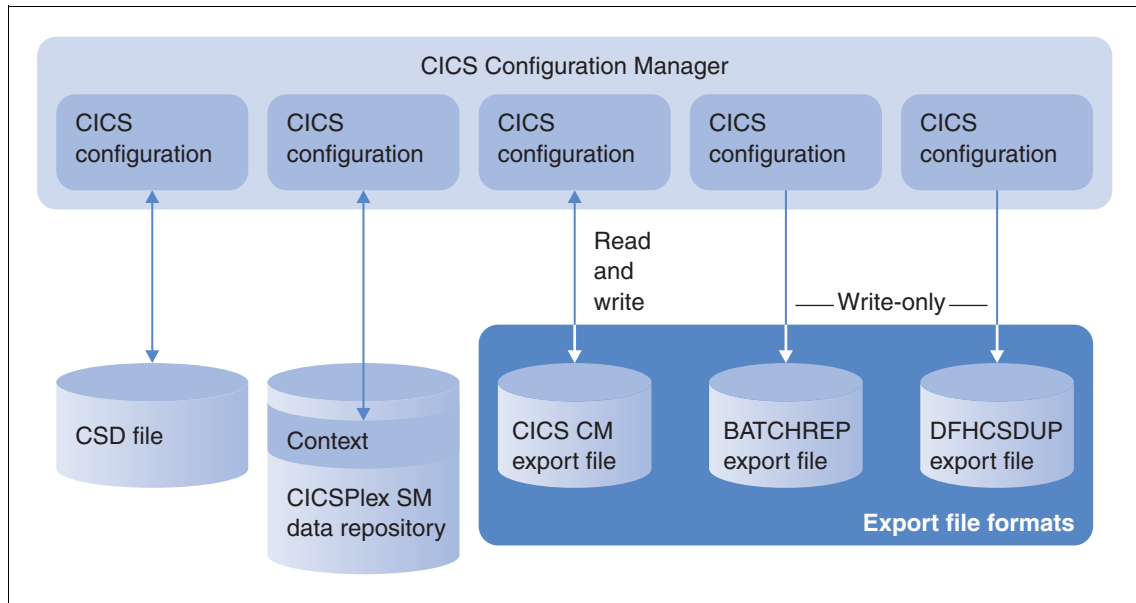 CICS Configuration Manager
CICS
configuration
CICS
configuration
CICS
configuration
CICS
configuration
CICS
configuration
Read
and
write
Write-only
CSD file
Context
CICSPlex SM
data repository
CICS CM
export file
BATCHREP
export file
DFHCSDUP
export file
Export file formats